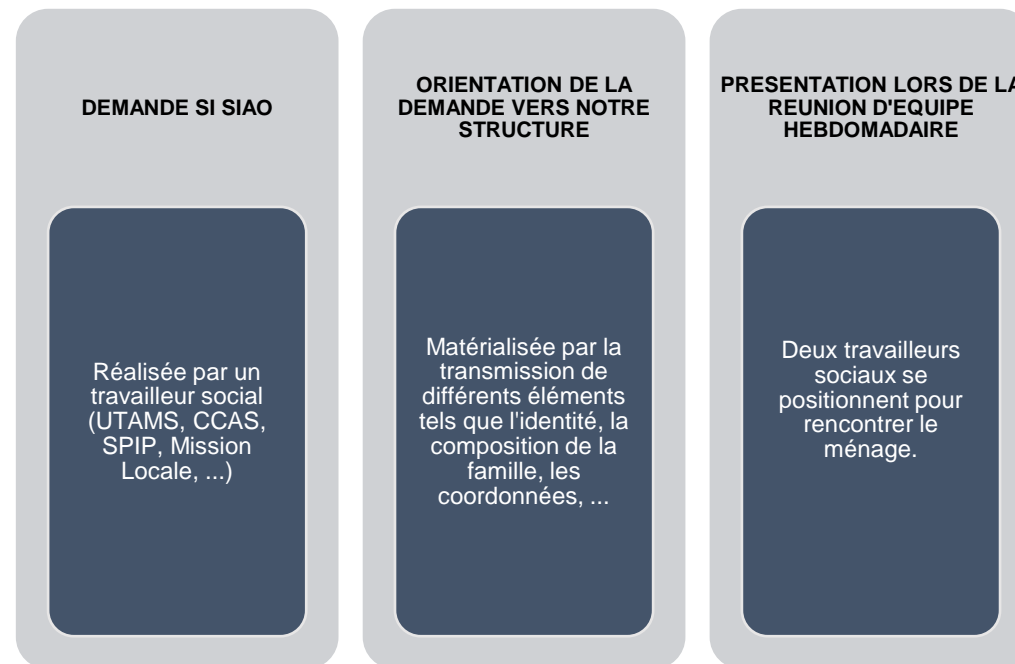 DEMANDE SI SIAO
Réalisée par un
travailleur social
(UTAMS, CCAS,
SPIP, Mission
Locale, ...)
ORIENTATION DE LA
DEMANDE VERS NOTRE
STRUCTURE
Matérialisée par la
transmission de
différents éléments
tels que l'identité, la
composition de la
famille, les
coordonnées, ...
PRESENTATION LORS DE LA
REUNION D'EQUIPE
HEBDOMADAIRE
Deux travailleurs
sociaux se
positionnent pour
rencontrer le
ménage.